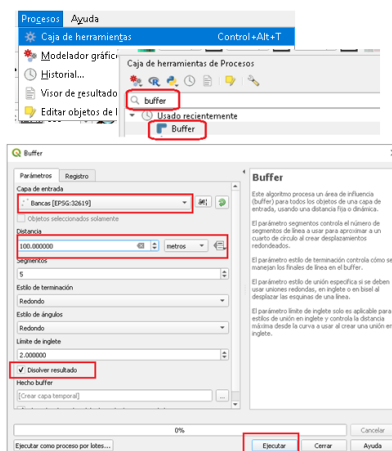 Procesos Ayuda
Caja de herramientas Control+Alt+T
Modelador gráfico
Historial...
Visor de resultado
Editar objetos de l
Caja de herramientas de Procesos
buffer
Usado recientemente
Buffer
Buffer
Parámetros Registro
Capa de entrada
Bancas [EPSG:32619]
Objetos seleccionados solamente
Distancia
100.000000 metros
Segmentos
5
Estilo de terminación
Redondo
Estilo de ángulos
Redondo
Límite de inglete
2.000000
Disolver resultado
Hecho buffer
[Crear capa temporal]
Buffer
Este algoritmo procesa un área de influencia
(buffer) para todos los objetos de una capa de
entrada, usando una distancia fija o dinámica.
El parámetro segmentos controla el número de
segmentos de línea a usar para aproximar a un
cuarto de círculo al crear desplazamientos
redondeados.
El parámetro estilo de terminación controla cómo se
manejan los finales de línea en el buffer.
El parámetro estilo de unión especifica si se deben
usar uniones redondas, en inglete o en bisel al
desplazar las esquinas de una línea.
El parámetro límite de inglete solo es aplicable para
estilos de unión en inglete y controla la distancia
máxima desde la curva a usar al crear una unión en
inglete.
0%
Cancelar
Ejecutar como proceso por lotes...
Ejecutar Cerrar Ayuda